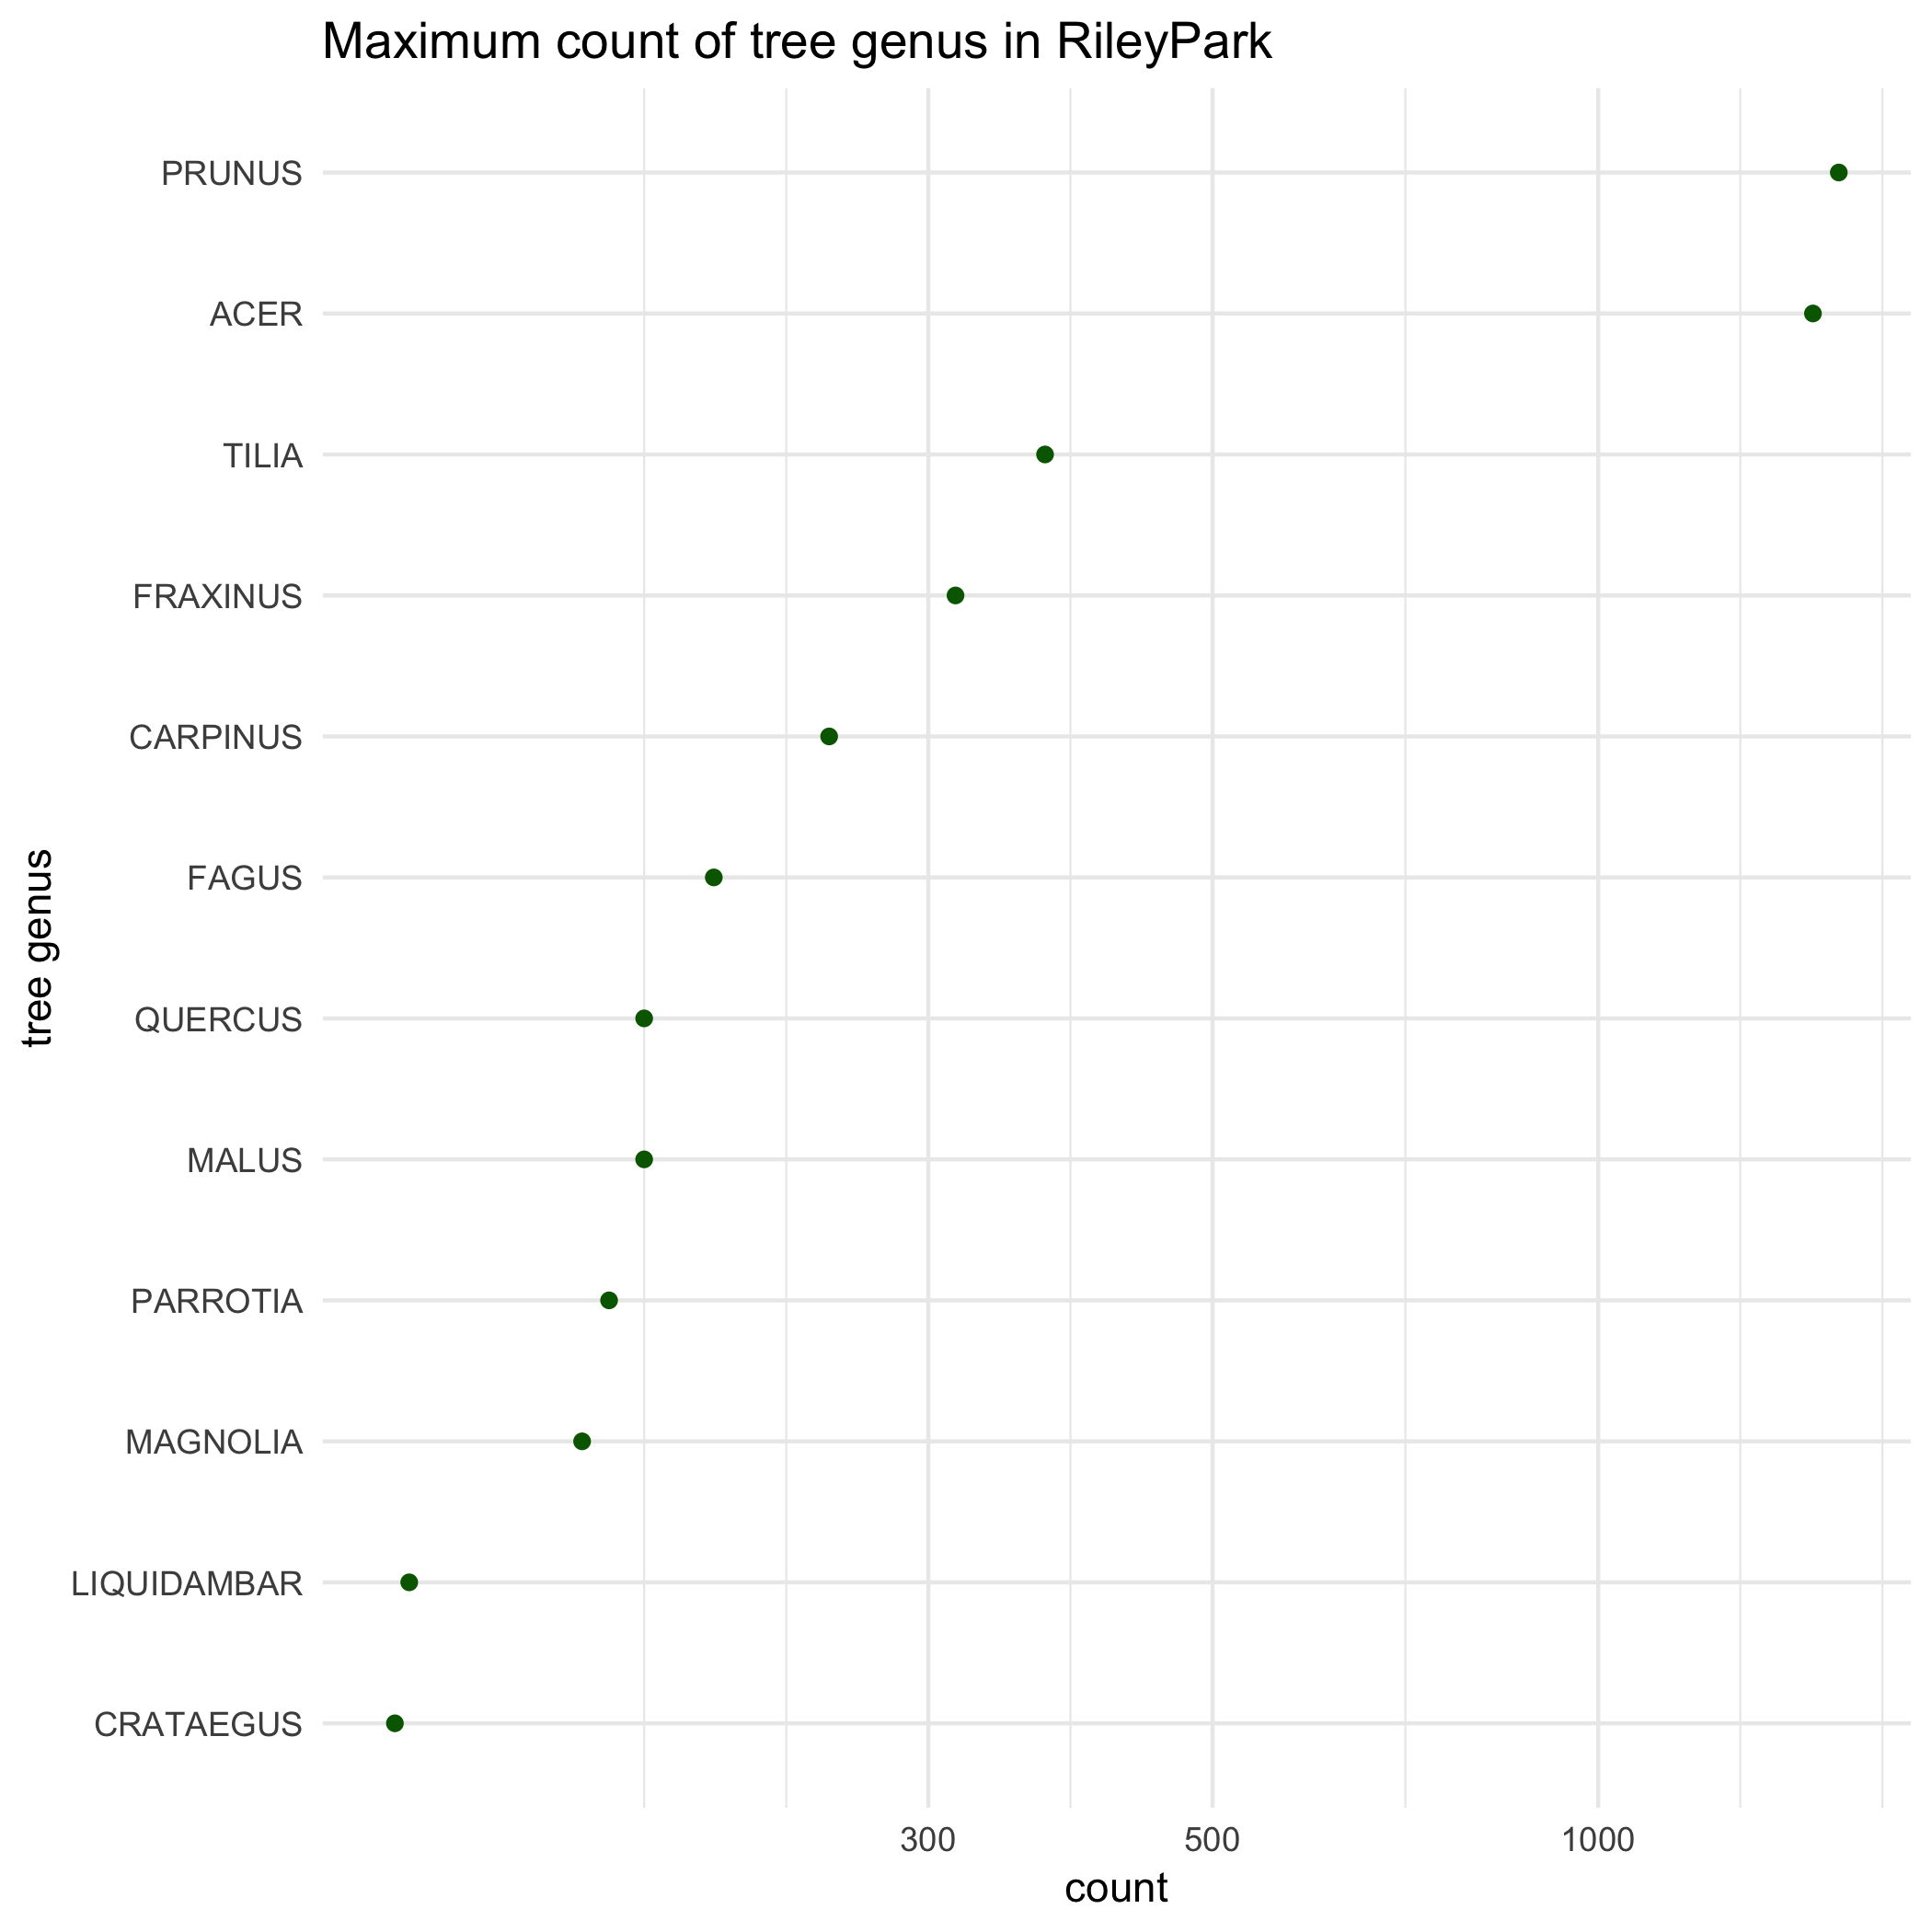 Maximum count of tree genus in RileyPark
PRUNUS
ACER
TILIA
FRAXINUS
CARPINUS
FAGUS
QUERCUS
MALUS
PARROTIA
MAGNOLIA
LIQUIDAMBAR
CRATAEGUS
tree genus
300 500 1000
count